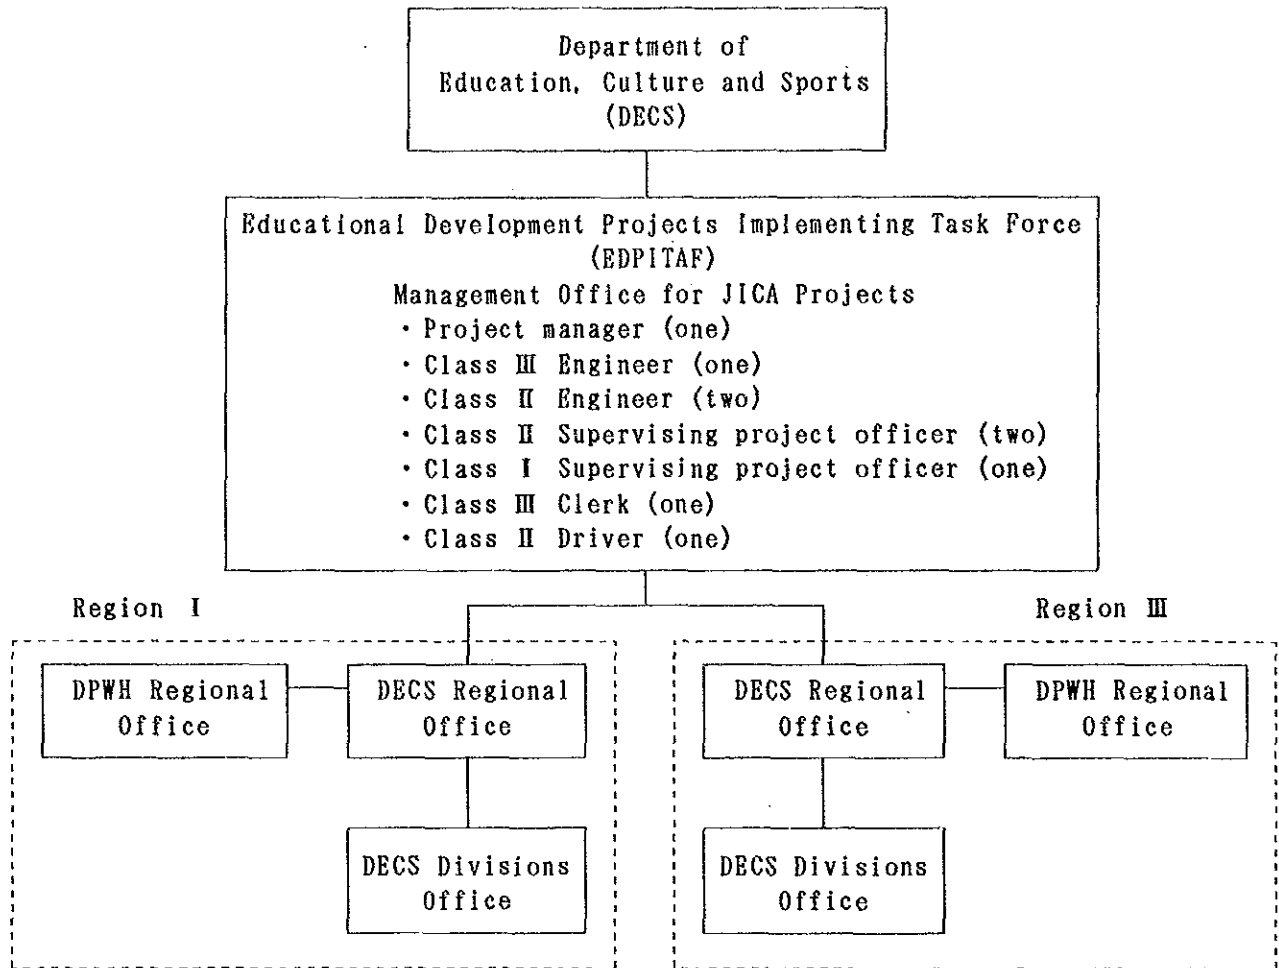 Department of
Education, Culture and Sports
(DECS)
Educational Development Projects Implementing Task Force
(EDPITAF)
Management Office for JICA Projects
・Project manager (one)
・Class Ⅲ Engineer (one)
・Class Ⅱ Engineer (two)
・Class Ⅱ Supervising project officer (two)
・Class Ⅰ Supervising project officer (one)
・Class Ⅲ Clerk (one)
・Class Ⅱ Driver (one)
Region Ⅰ
Region Ⅲ
DPWH Regional
Office
DECS Regional
Office
DECS Regional
Office
DPWH Regional
Office
DECS Divisions
Office
DECS Divisions
Office